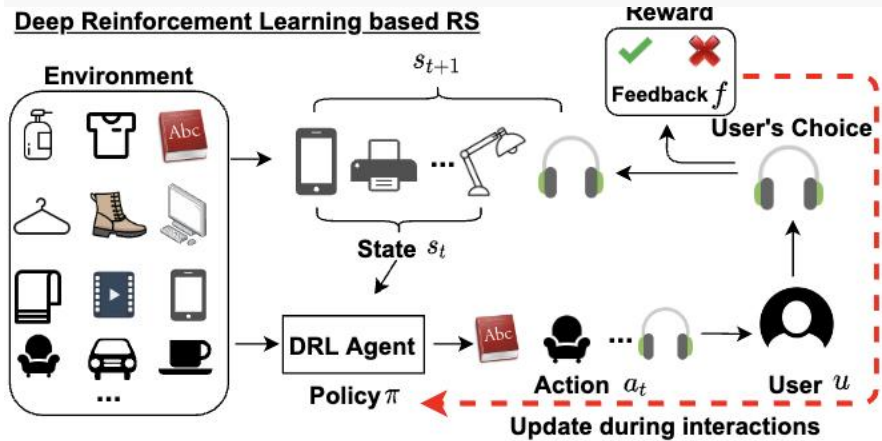 Deep Reinforcement Learning based RS
Reward
Environment
s_{t+1}
Feedback f
Abc
User's Choice
...
State s_t
DRL Agent
Abc
...
Policy π
Action a_t
User u
...
Update during interactions